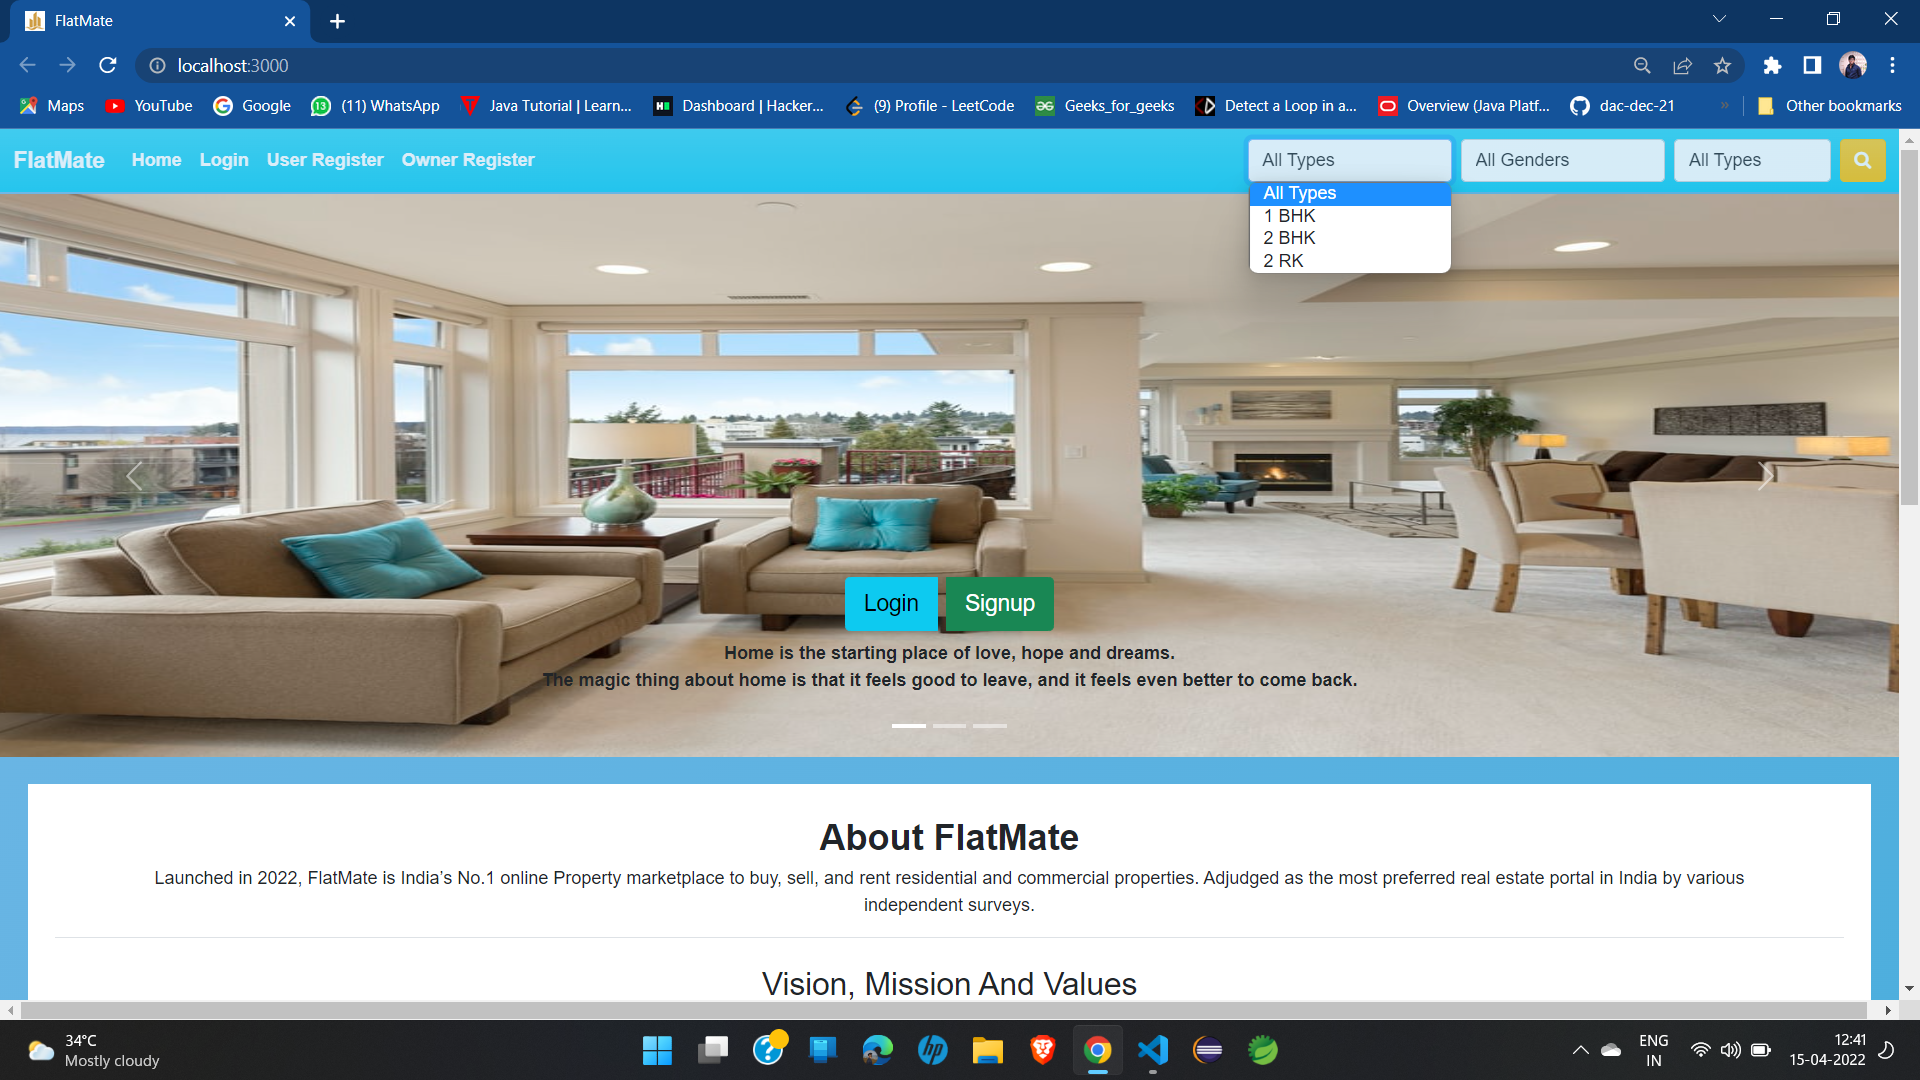 FlatMate
localhost:3000
Maps YouTube Google (11) WhatsApp Java Tutorial | Learn... Dashboard | Hacker... (9) Profile - LeetCode Geeks_for_geeks Detect a Loop in a... Overview (Java Platf... dac-dec-21 » Other bookmarks
FlatMate Home Login User Register Owner Register All Types All Genders All Types
All Types
1 BHK
2 BHK
2 RK
Login Signup
Home is the starting place of love, hope and dreams.
The magic thing about home is that it feels good to leave, and it feels even better to come back.
About FlatMate
Launched in 2022, FlatMate is India’s No.1 online Property marketplace to buy, sell, and rent residential and commercial properties. Adjudged as the most preferred real estate portal in India by various
independent surveys.
Vision, Mission And Values
34°C
Mostly cloudy
ENG
IN
12:41
15-04-2022